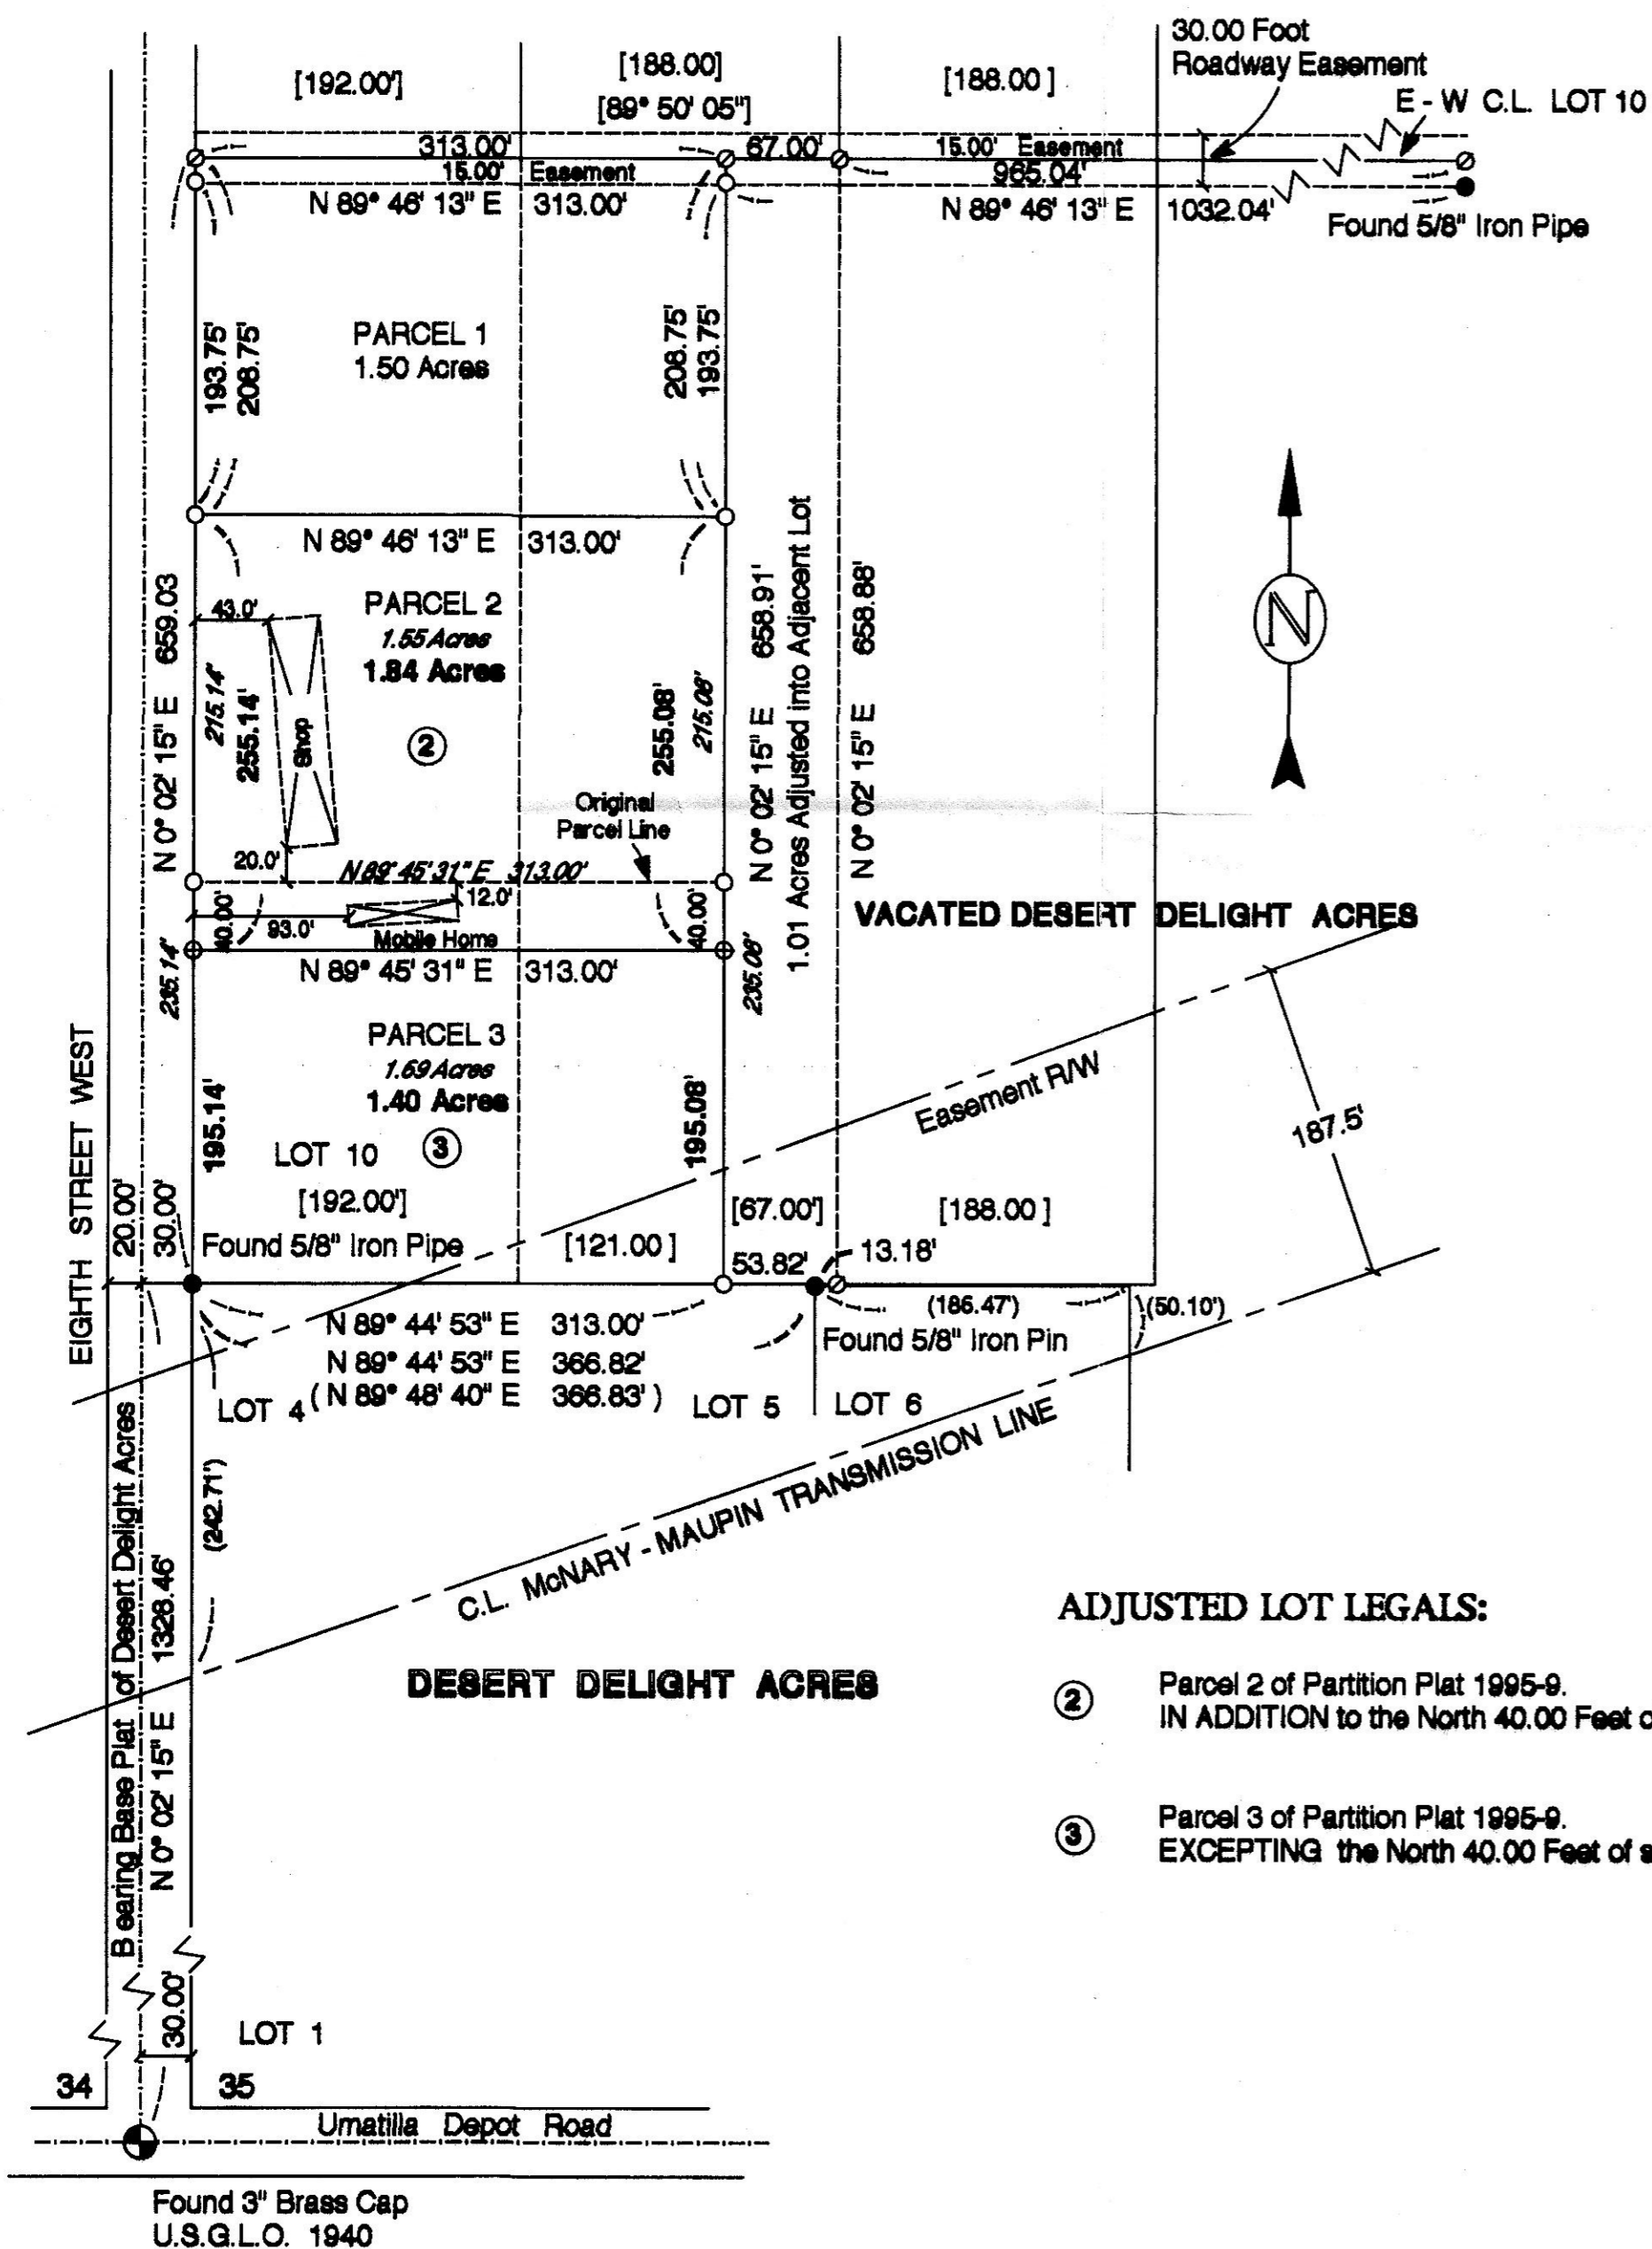 30.00 Foot
Roadway Easement
E - W C.L. LOT 10
[192.00']
[188.00]
[89° 50' 05"]
[188.00 ]
313.00'
67.00'
15.00' Easement
15.00' Easement
965.04'
N 89° 46' 13" E 313.00'
N 89° 46' 13" E 1032.04'
Found 5/8" Iron Pipe
193.75'
208.75'
PARCEL 1
1.50 Acres
208.75'
193.75'
N 89° 46' 13" E 313.00'
N 0° 02' 15" E 659.03
43.0'
PARCEL 2
1.55 Acres
1.84 Acres
215.14'
255.14'
Shop
2
255.08'
215.08'
N 0° 02' 15" E 658.91'
1.01 Acres Adjusted into Adjacent Lot
N 0° 02' 15" E 658.88'
N
Original
Parcel Line
20.0'
N 89° 45' 31" E 313.00'
12.0'
40.00'
93.0'
Mobile Home
40.00'
VACATED DESERT DELIGHT ACRES
N 89° 45' 31" E 313.00'
235.14'
235.08'
PARCEL 3
1.69 Acres
1.40 Acres
195.14'
195.08'
LOT 10
3
Easement R/W
187.5'
EIGHTH STREET WEST
20.00'
30.00'
[192.00']
[67.00']
[188.00 ]
Found 5/8" Iron Pipe
[121.00 ]
53.82'
13.18'
N 89° 44' 53" E 313.00'
(186.47')
(50.10')
Found 5/8" Iron Pin
N 89° 44' 53" E 366.82'
( N 89° 48' 40" E 366.83' )
LOT 4
LOT 5
LOT 6
(242.71')
C.L. McNARY - MAUPIN TRANSMISSION LINE
B earing Base Plat of Desert Delight Acres
N 0° 02' 15" E 1328.46'
DESERT DELIGHT ACRES
ADJUSTED LOT LEGALS:
2
Parcel 2 of Partition Plat 1995-9.
IN ADDITION to the North 40.00 Feet o
3
Parcel 3 of Partition Plat 1995-9.
EXCEPTING the North 40.00 Feet of s
30.00'
LOT 1
34
35
Umatilla Depot Road
Found 3" Brass Cap
U.S.G.L.O. 1940